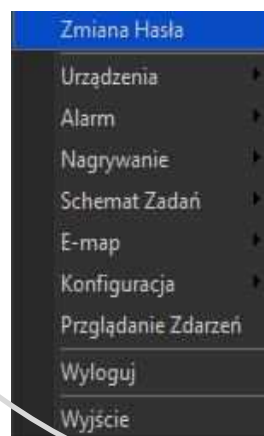 Zmiana Hasła
Urządzenia
Alarm
Nagrywanie
Schemat Zadań
E-map
Konfiguracja
Przglądanie Zdarzeń
Wyloguj
Wyjście